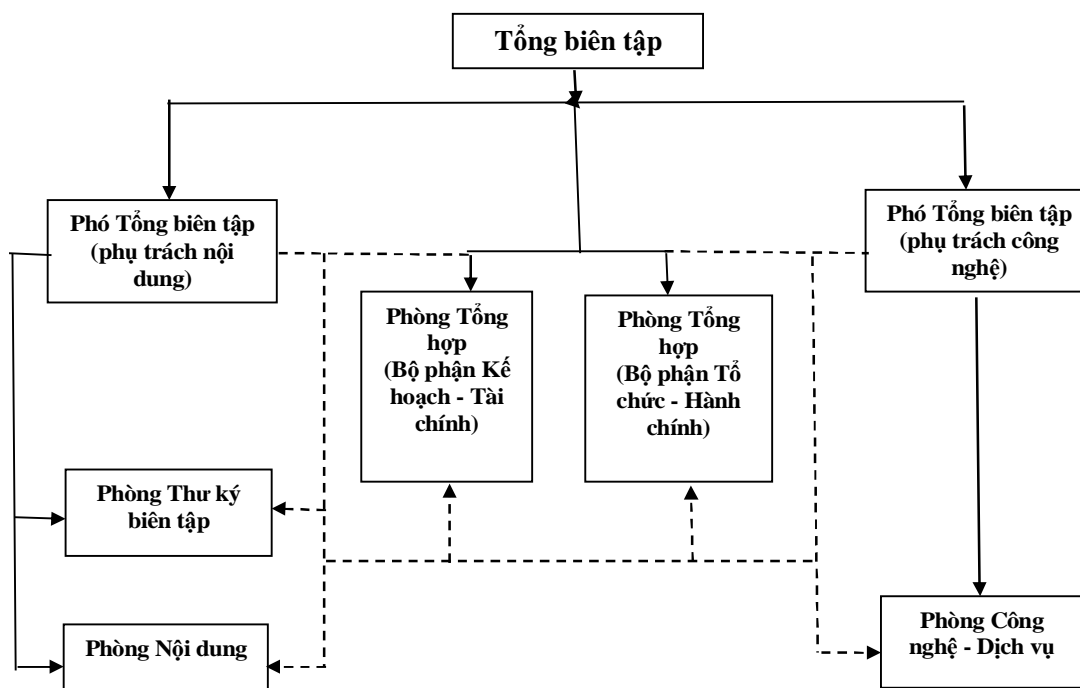 Tổng biên tập
Phó Tổng biên tập
(phụ trách nội
dung)
Phó Tổng biên tập
(phụ trách công
nghệ)
Phòng Tổng
hợp
(Bộ phận Kế
hoạch - Tài
chính)
Phòng Tổng
hợp
(Bộ phận Tổ
chức - Hành
chính)
Phòng Thư ký
biên tập
Phòng Nội dung
Phòng Công
nghệ - Dịch vụ